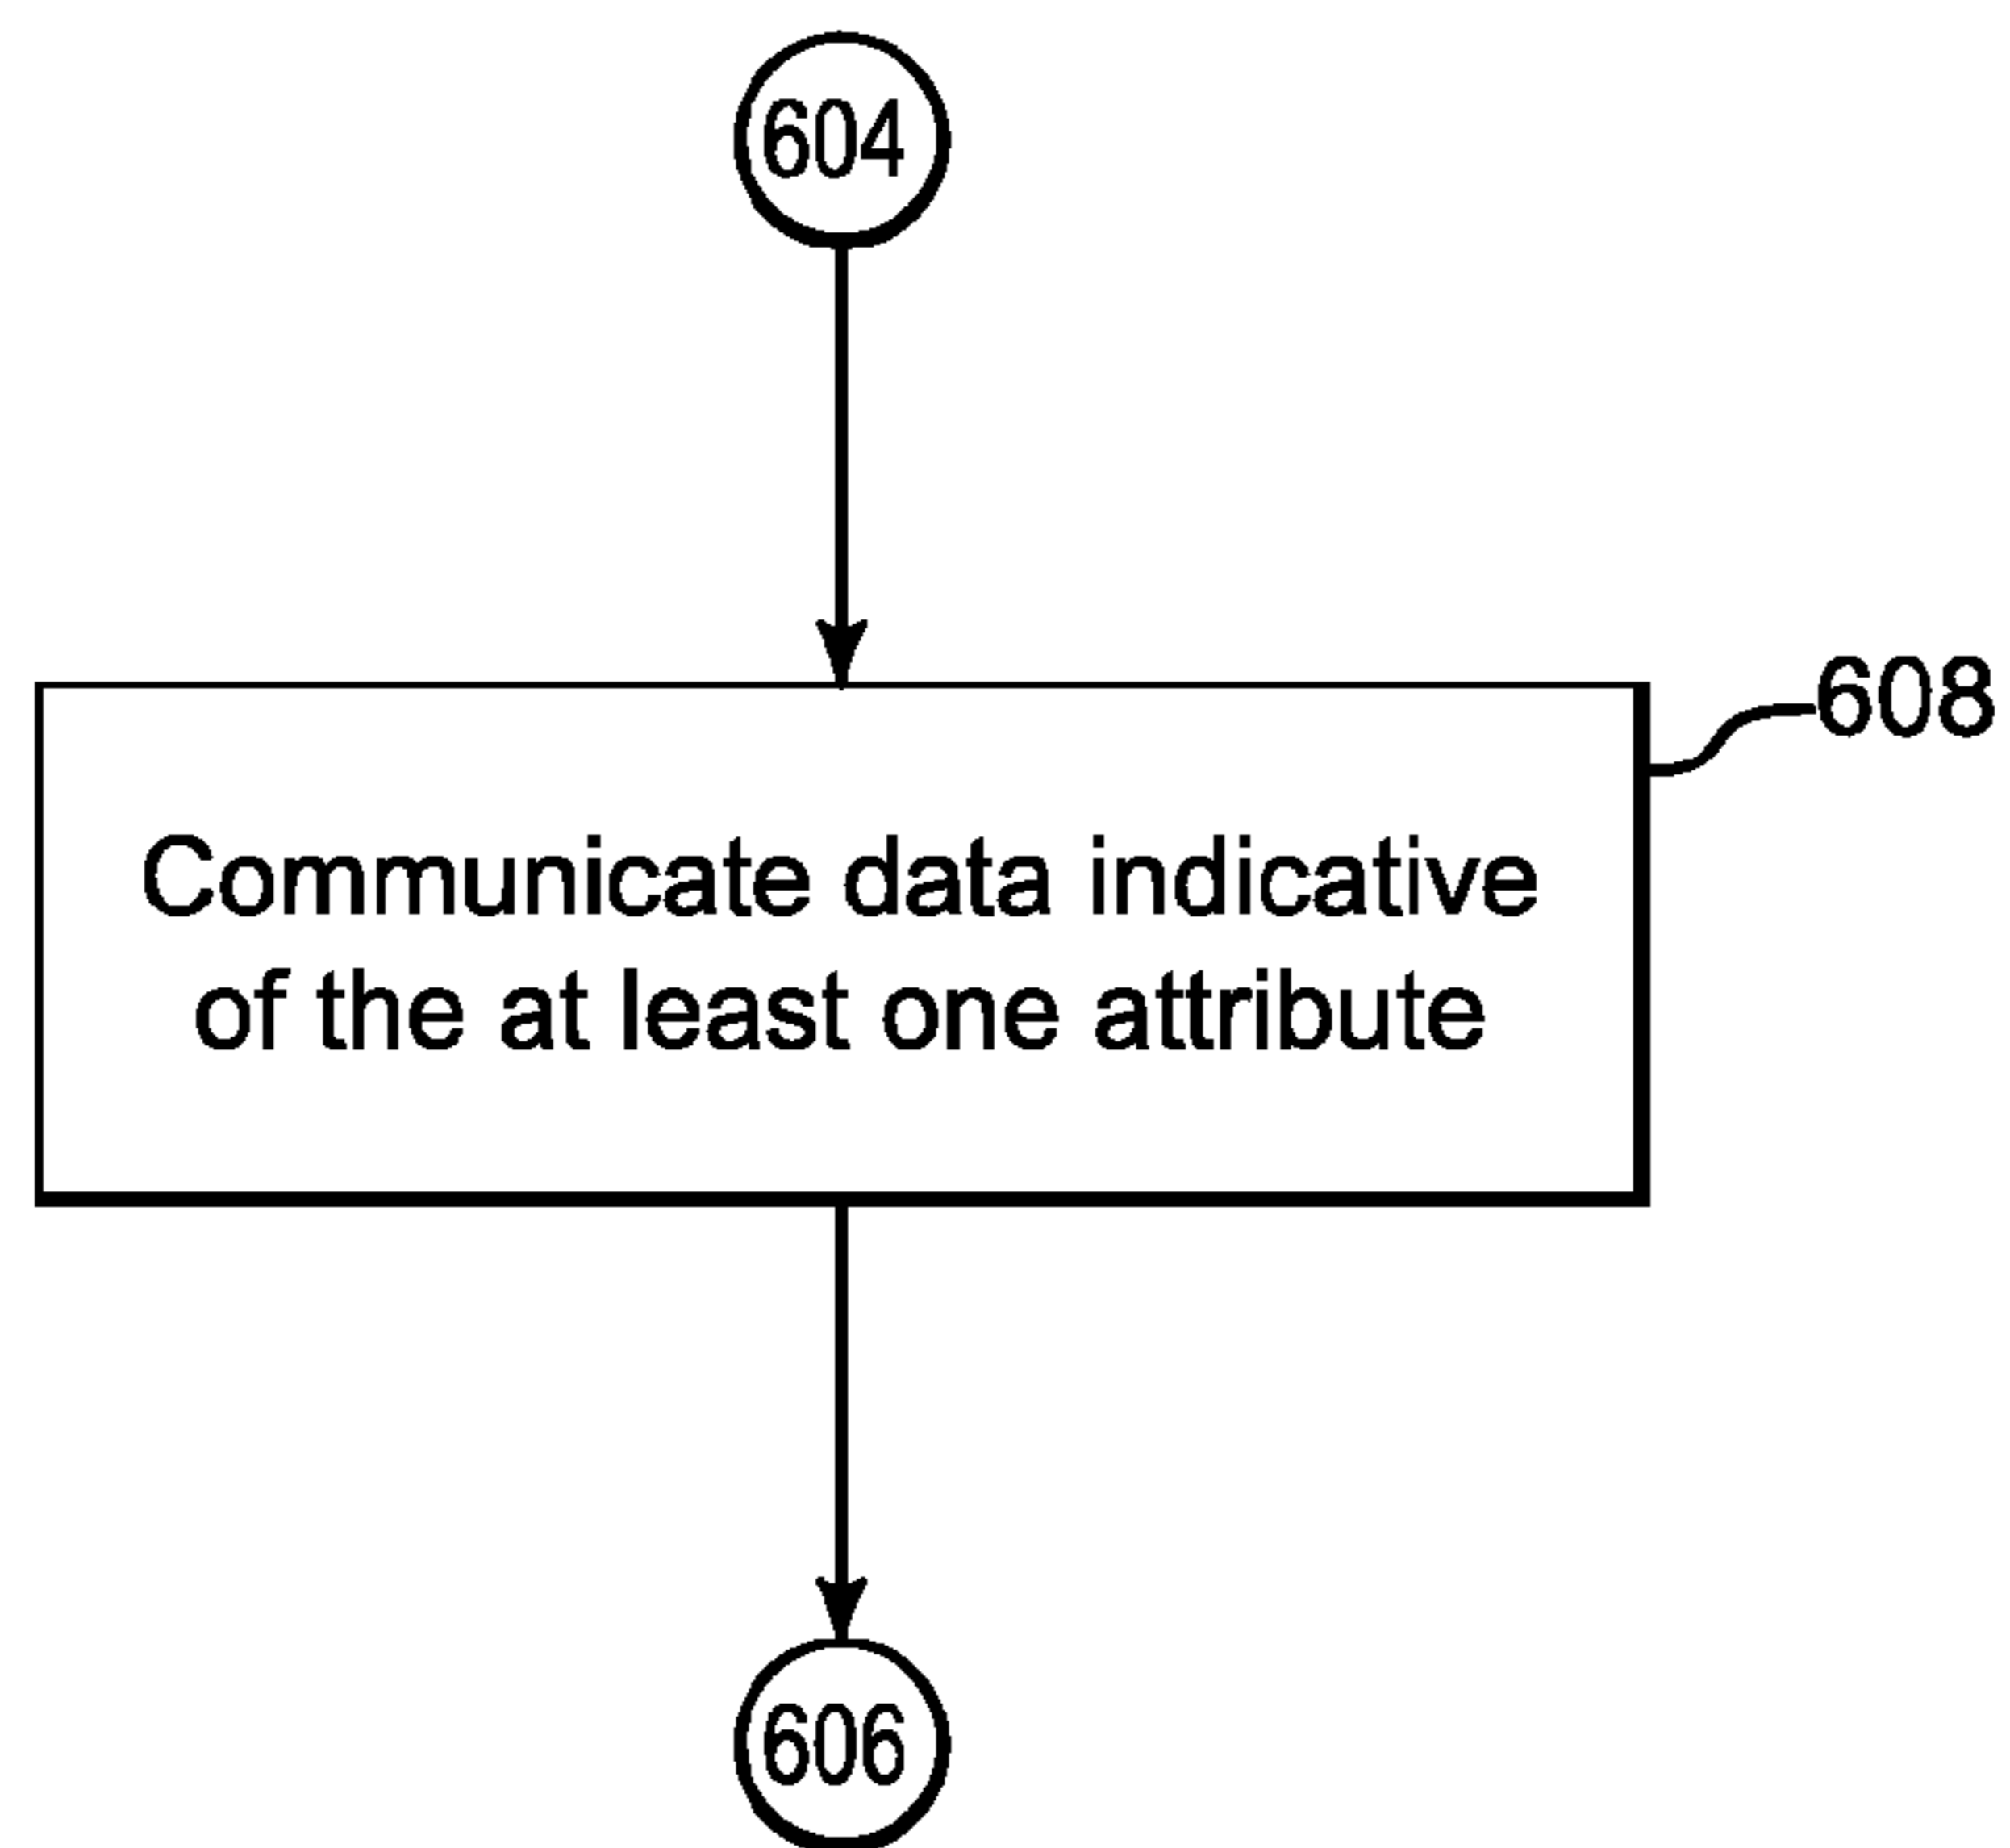 604
608
Communicate data indicative
of the at least one attribute
606